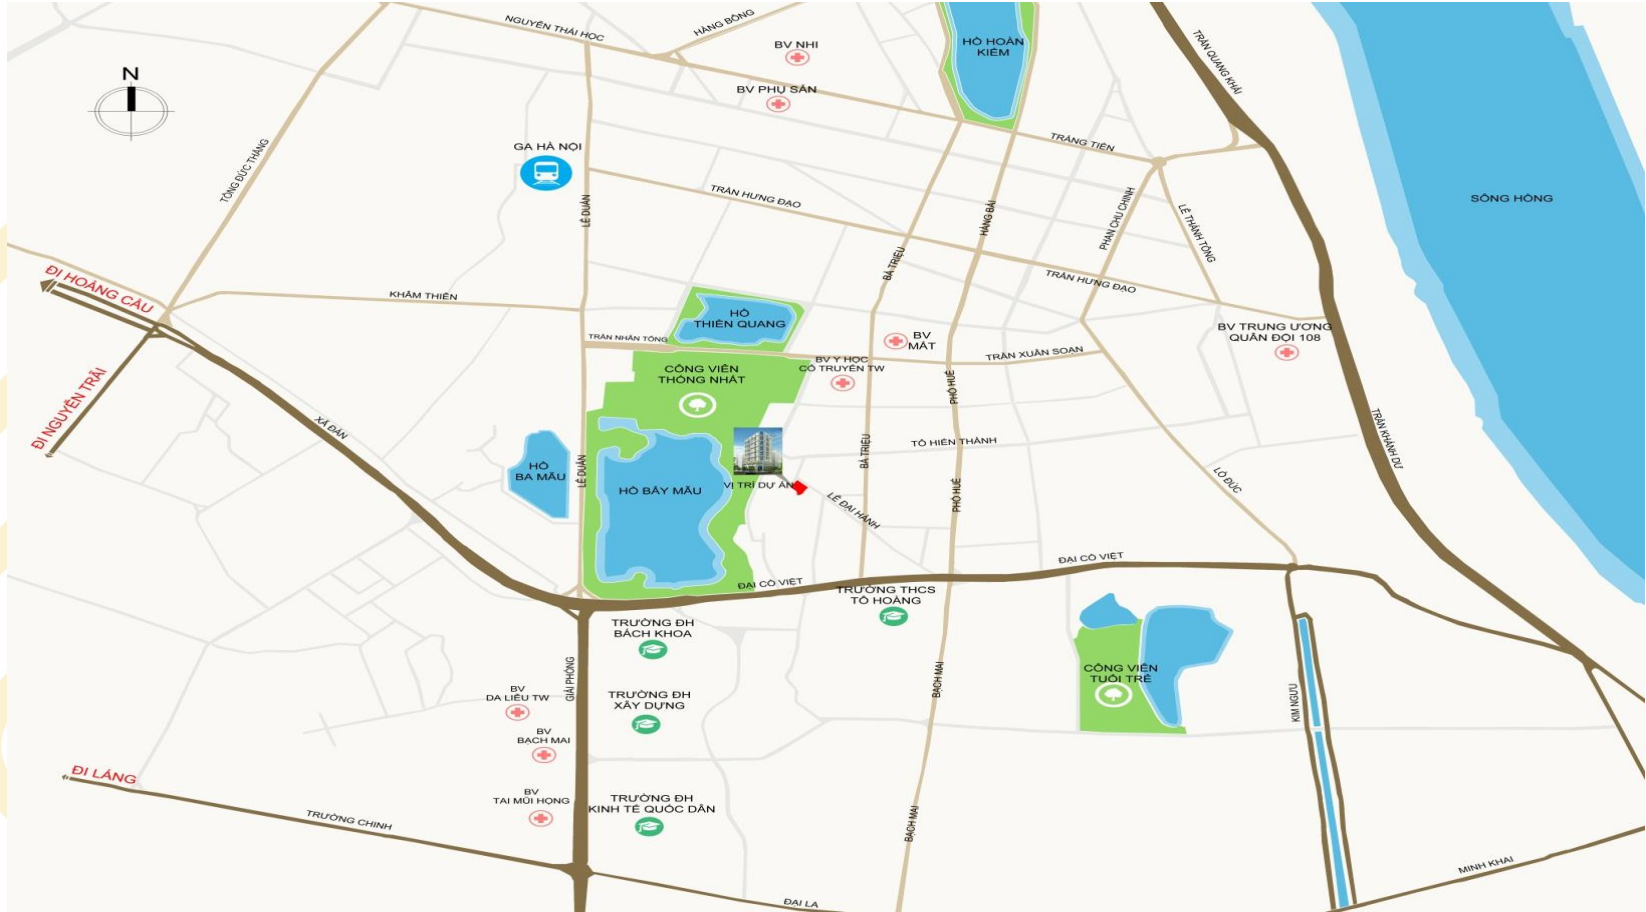 NGUYỄN THÁI HỌC
HÀNG BÔNG
BV NHI
HỒ HOÀN
KIẾM
TRẦN QUANG KHẢI
N
BV PHỤ SẢN
TRÀNG TIỀN
GA HÀ NỘI
TÔNG ĐỨC THẮNG
TRẦN HƯNG ĐẠO
LÊ DUẨN
HÀNG BÀI
PHAN CHU CHINH
LÊ THÁNH TÔNG
SÔNG HỒNG
BÀ TRIỆU
TRẦN HƯNG ĐẠO
ĐI HOÀNG CẦU
KHÂM THIÊN
HỒ
THIỀN QUANG
TRẦN NHÂN TÔNG
BV
MẮT
TRẦN XUÂN SOẠN
BV TRUNG ƯƠNG
QUÂN ĐỘI 108
CÔNG VIÊN
THỐNG NHẤT
BV Y HỌC
CỔ TRUYỀN TW
PHỐ HUẾ
ĐI NGUYỄN TRÃI
XÃ ĐÀN
TRẦN KHÁNH DƯ
TÔ HIẾN THÀNH
BÀ TRIỆU
HỒ
BA MẪU
LÊ DUẨN
HỒ BẢY MẪU
VỊ TRÍ DỰ ÁN
LÊ ĐẠI HÀNH
PHỐ HUẾ
LÒ ĐÚC
ĐẠI CỒ VIỆT
ĐẠI CỒ VIỆT
TRƯỜNG THCS
TÔ HOÀNG
TRƯỜNG ĐH
BÁCH KHOA
GIẢI PHÓNG
BẠCH MAI
CÔNG VIÊN
TUỔI TRẺ
KIM NGƯU
BV
DA LIỄU TW
TRƯỜNG ĐH
XÂY DỰNG
BV
BẠCH MAI
ĐI LÁNG
BV
TAI MŨI HỌNG
TRƯỜNG ĐH
KINH TẾ QUỐC DÂN
TRƯỜNG CHINH
BẠCH MAI
MINH KHAI
ĐẠI LA